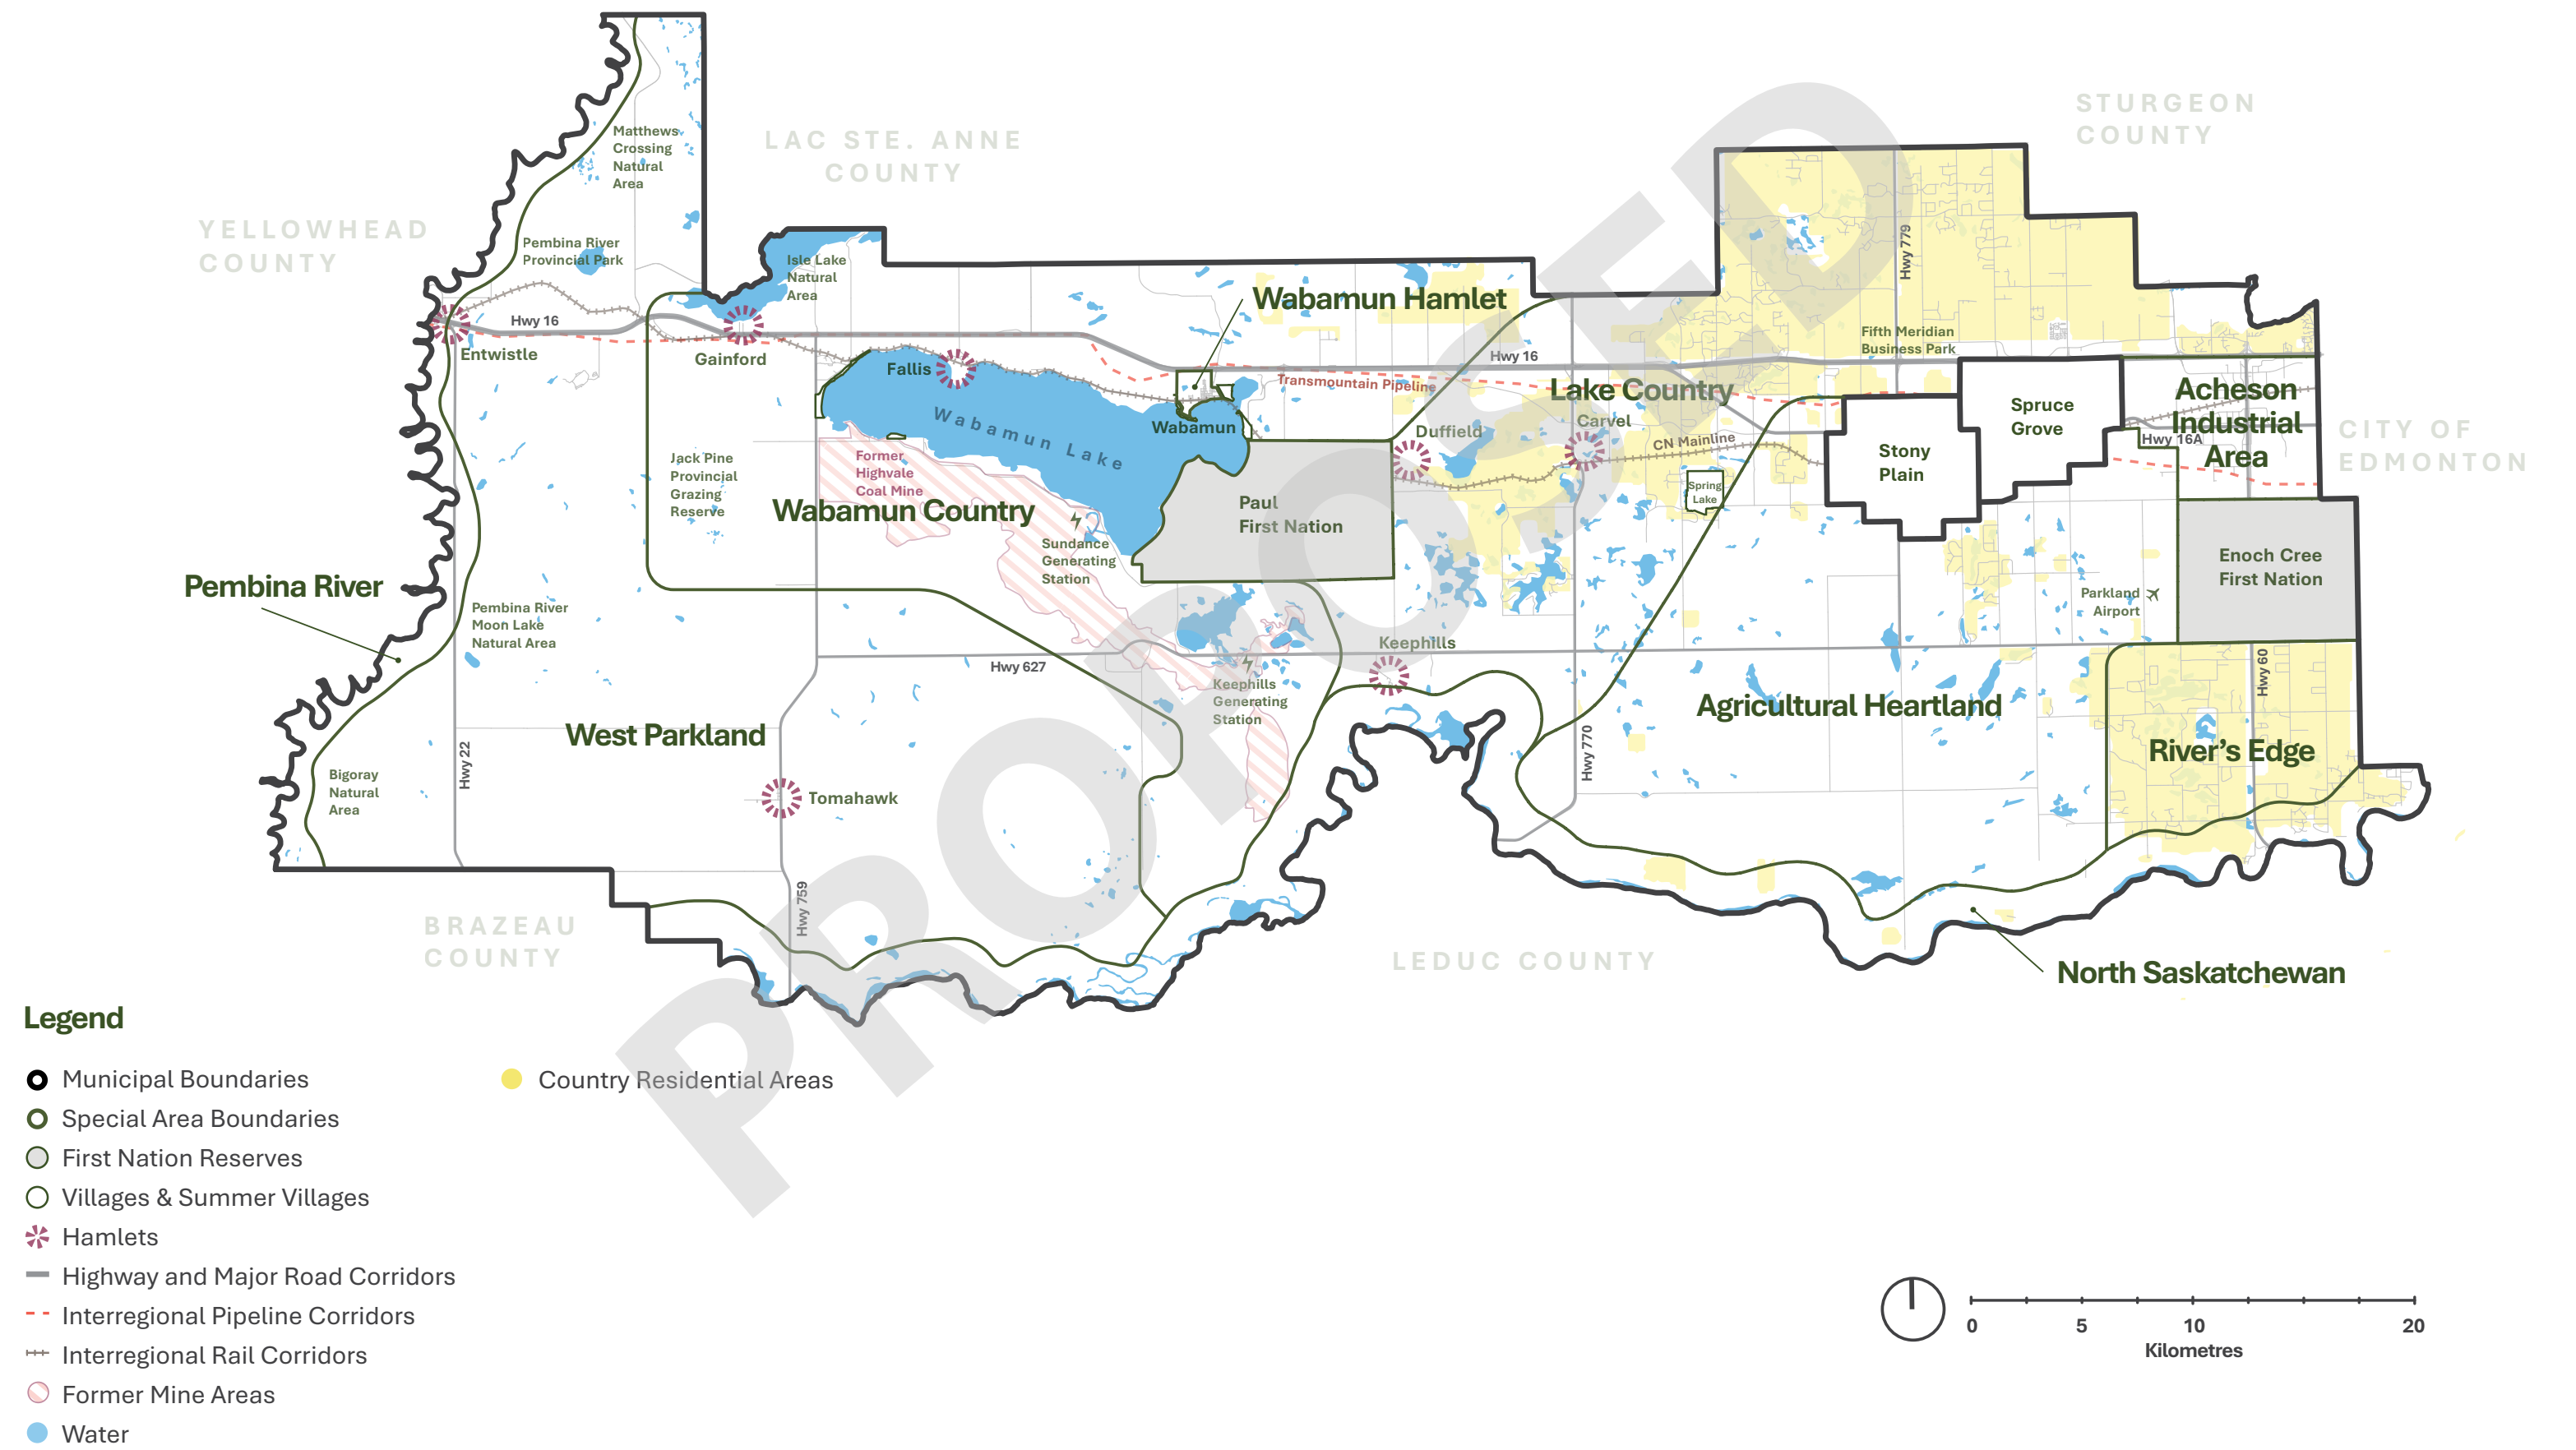 STURGEON
COUNTY
LAC STE. ANNE
COUNTY
YELLOWHEAD
COUNTY
Matthews
Crossing
Natural
Area
Pembina River
Provincial Park
Isle Lake
Natural
Area
Hwy 779
Wabamun Hamlet
Hwy 16
Entwistle
Gainford
Fallis
Hwy 16
Fifth Meridian
Business Park
Transmountain Pipeline
Lake Country
Acheson
Industrial
Area
Spruce
Grove
Wabamun Lake
Wabamun
Duffield
Carvel
CN Mainline
Hwy 16A
CITY OF
EDMONTON
Stony
Plain
Jack Pine
Provincial
Grazing
Reserve
Former
Highvale
Coal Mine
Wabamun Country
Spring
Lake
Paul
First Nation
Sundance
Generating
Station
Enoch Cree
First Nation
Pembina River
Pembina River
Moon Lake
Natural Area
Parkland
Airport
Hwy 627
Keephills
Keephills
Generating
Station
Hwy 60
Agricultural Heartland
West Parkland
Hwy 22
Hwy 770
River's Edge
Bigoray
Natural
Area
Tomahawk
Hwy 759
BRAZEAU
COUNTY
LEDUC COUNTY
North Saskatchewan
PROPOSED
Legend
Municipal Boundaries
Special Area Boundaries
First Nation Reserves
Villages & Summer Villages
Hamlets
Highway and Major Road Corridors
Interregional Pipeline Corridors
Interregional Rail Corridors
Former Mine Areas
Water
Country Residential Areas
0 5 10 20
Kilometres